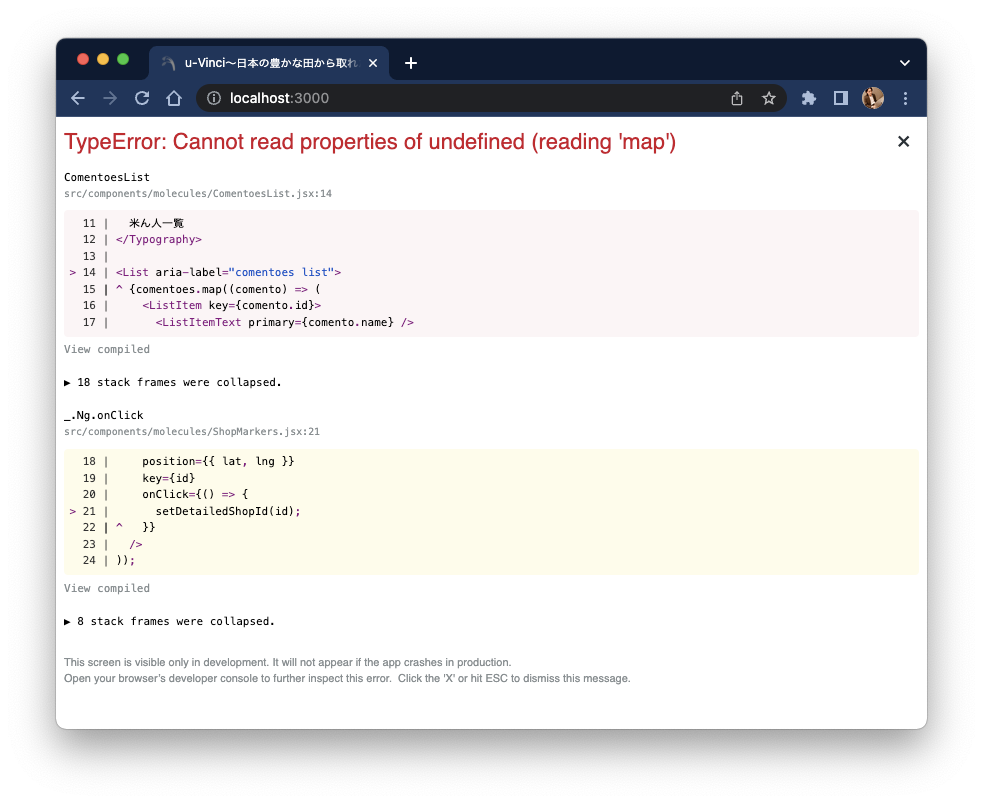 u-Vinci〜日本の豊かな田から取れ
localhost:3000
TypeError: Cannot read properties of undefined (reading 'map')
ComentoesList
src/components/molecules/ComentoesList.jsx:14
11 |   米ん人一覧
12 | </Typography>
13 |
> 14 | <List aria-label="comentoes list">
15 | ^ {comentoes.map((comento) => (
16 |     <ListItem key={comento.id}>
17 |       <ListItemText primary={comento.name} />
View compiled
▶ 18 stack frames were collapsed.
_.Ng.onClick
src/components/molecules/ShopMarkers.jsx:21
18 |     position={{ lat, lng }}
19 |     key={id}
20 |     onClick={() => {
> 21 |       setDetailedShopId(id);
22 | ^   }}
23 |   />
24 | ));
View compiled
▶ 8 stack frames were collapsed.
This screen is visible only in development. It will not appear if the app crashes in production.
Open your browser’s developer console to further inspect this error.  Click the 'X' or hit ESC to dismiss this message.